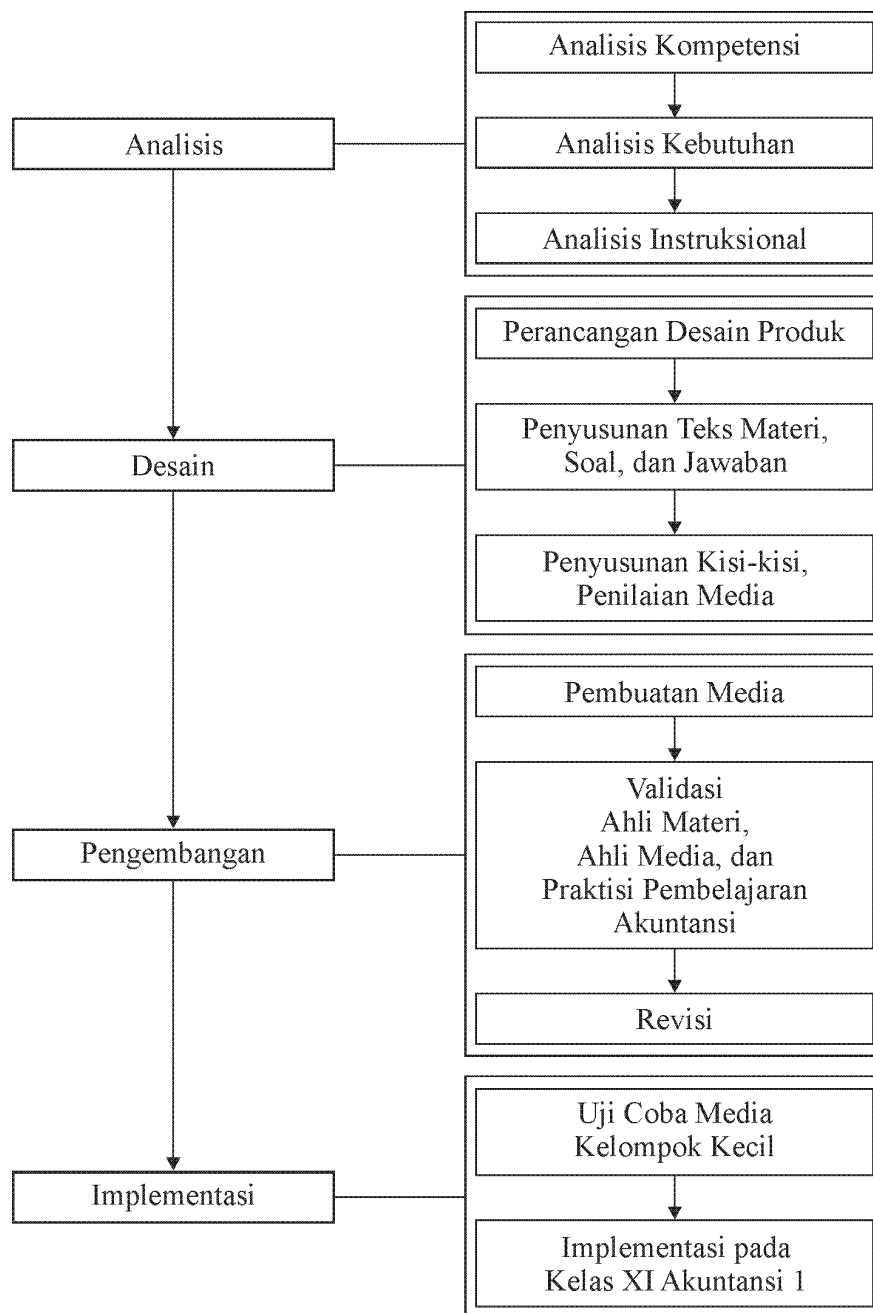 Analisis
Analisis Kompetensi
Analisis Kebutuhan
Analisis Instruksional
Desain
Perancangan Desain Produk
Penyusunan Teks Materi,
Soal, dan Jawaban
Penyusunan Kisi-kisi,
Penilaian Media
Pengembangan
Pembuatan Media
Validasi
Ahli Materi,
Ahli Media, dan
Praktisi Pembelajaran
Akuntansi
Revisi
Implementasi
Uji Coba Media
Kelompok Kecil
Implementasi pada
Kelas XI Akuntansi 1